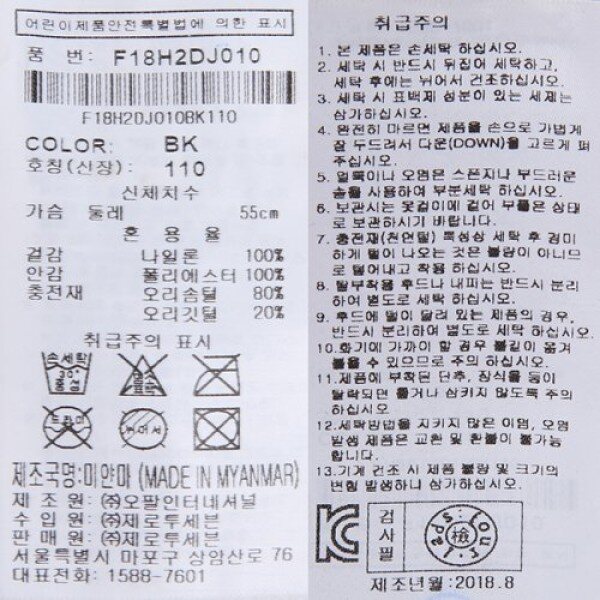 어린이제품안전특별법에 의한 표시
품 번: F18H2DJ010
F18H2DJ010BK110
COLOR: BK
호칭(신장): 110
신체치수
가슴 둘레 55cm
혼 용 율
겉감 나일론 100%
안감 폴리에스터 100%
충전재 오리솜털 80%
오리깃털 20%
취급주의 표시
손세탁
30°
중성
드라이
뉘어서
제조국명:미얀마 (MADE IN MYANMAR)
제 조 원: ㈜오팔인터내셔널
수 입 원: ㈜제로투세븐
판 매 원: ㈜제로투세븐
서울특별시 마포구 상암산로 76
대표전화: 1588-7601
취급주의
1. 본 제품은 손세탁 하십시오.
2. 세탁 시 반드시 뒤집어 세탁하고,
세탁 후에는 뉘어서 건조하십시오.
3. 세탁 시 표백제 성분이 있는 세제는
삼가하십시오.
4. 완전히 마르면 제품을 손으로 가볍게
잘 두드려서 다운(DOWN)을 고르게 펴
주십시오.
5. 얼룩이나 오염은 스폰지나 부드러운
솔을 사용하여 부분세탁 하십시오.
6. 보관시는 옷걸이에 걸어 부풀은 상태
로 보관하시기 바랍니다.
7. 충전재(천연털) 특성상 세탁 후 경미
하게 털이 나오는 것은 불량이 아니므
로 털어내고 착용 하십시오.
8. 탈부착용 후드나 내피는 반드시 분리
하여 별도로 세탁 하십시오.
9. 후드에 털이 달려 있는 제품의 경우,
반드시 분리하여 별도로 세탁 하십시오.
10. 화기에 가까이 할 경우 불길이 옮겨
붙을 수 있으므로 주의 하십시오.
11. 제품에 부착된 단추, 장식물 등이
탈락되면 물거나 삼키지 않도록 주의
하십시오
12. 세탁방법을 지키지 않은 이염, 오염
발생 제품은 교환 및 환불이 불가능
합니다.
13. 기계 건조 시 제품 불량 및 크기의
변형 발생하나 삼가하십시오.
KC
검사필
檢
제조년월:2018.8